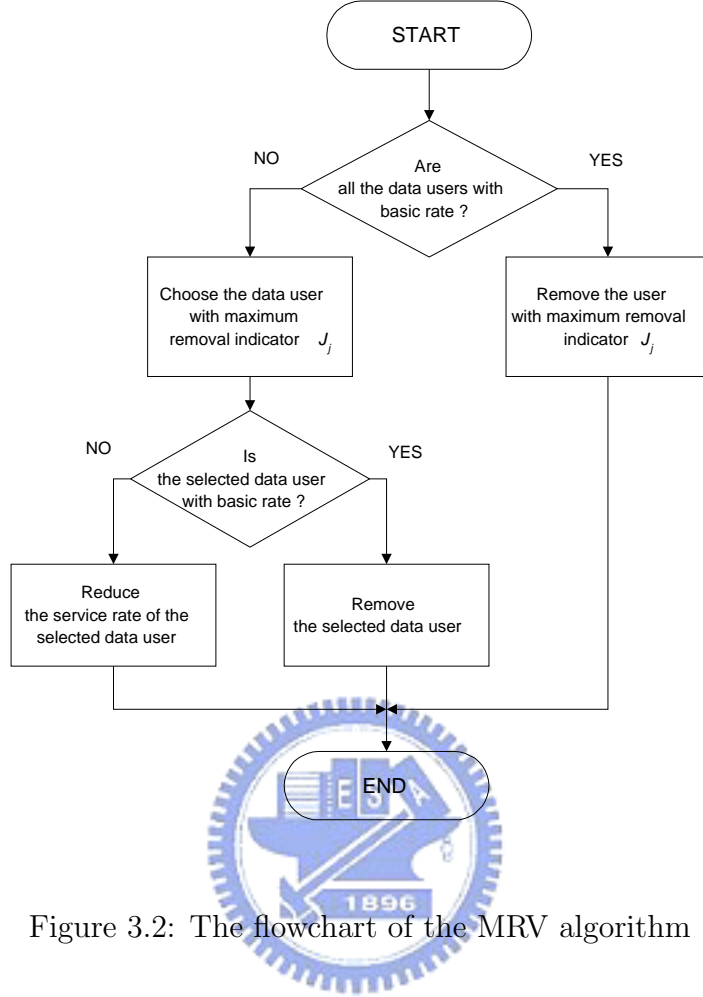 START
NO
YES
Are
all the data users with
basic rate ?
Choose the data user
with maximum
removal indicator J_j
Remove the user
with maximum removal
indicator J_j
NO
YES
Is
the selected data user
with basic rate ?
Reduce
the service rate of the
selected data user
Remove
the selected data user
END
E S A
1896
Figure 3.2: The flowchart of the MRV algorithm